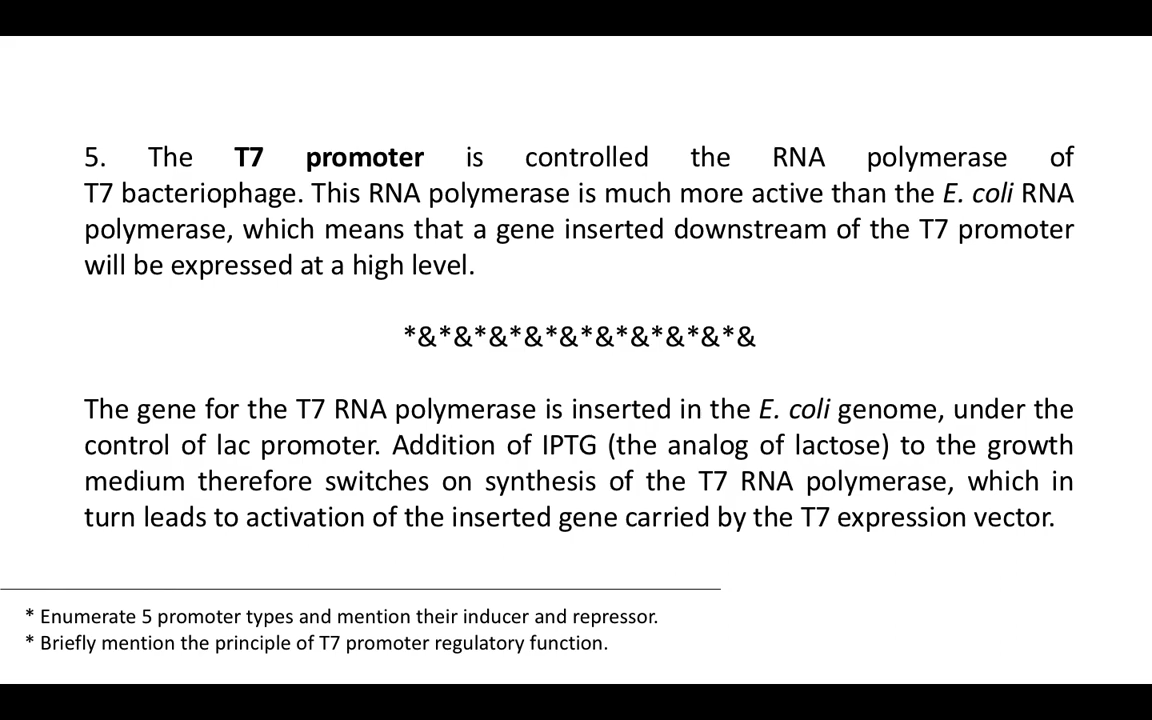 5. The T7 promoter is controlled the RNA polymerase of
T7 bacteriophage. This RNA polymerase is much more active than the E. coli RNA
polymerase, which means that a gene inserted downstream of the T7 promoter
will be expressed at a high level.
*&*&*&*&*&*&*&*&*&*&
The gene for the T7 RNA polymerase is inserted in the E. coli genome, under the
control of lac promoter. Addition of IPTG (the analog of lactose) to the growth
medium therefore switches on synthesis of the T7 RNA polymerase, which in
turn leads to activation of the inserted gene carried by the T7 expression vector.
* Enumerate 5 promoter types and mention their inducer and repressor.
* Briefly mention the principle of T7 promoter regulatory function.